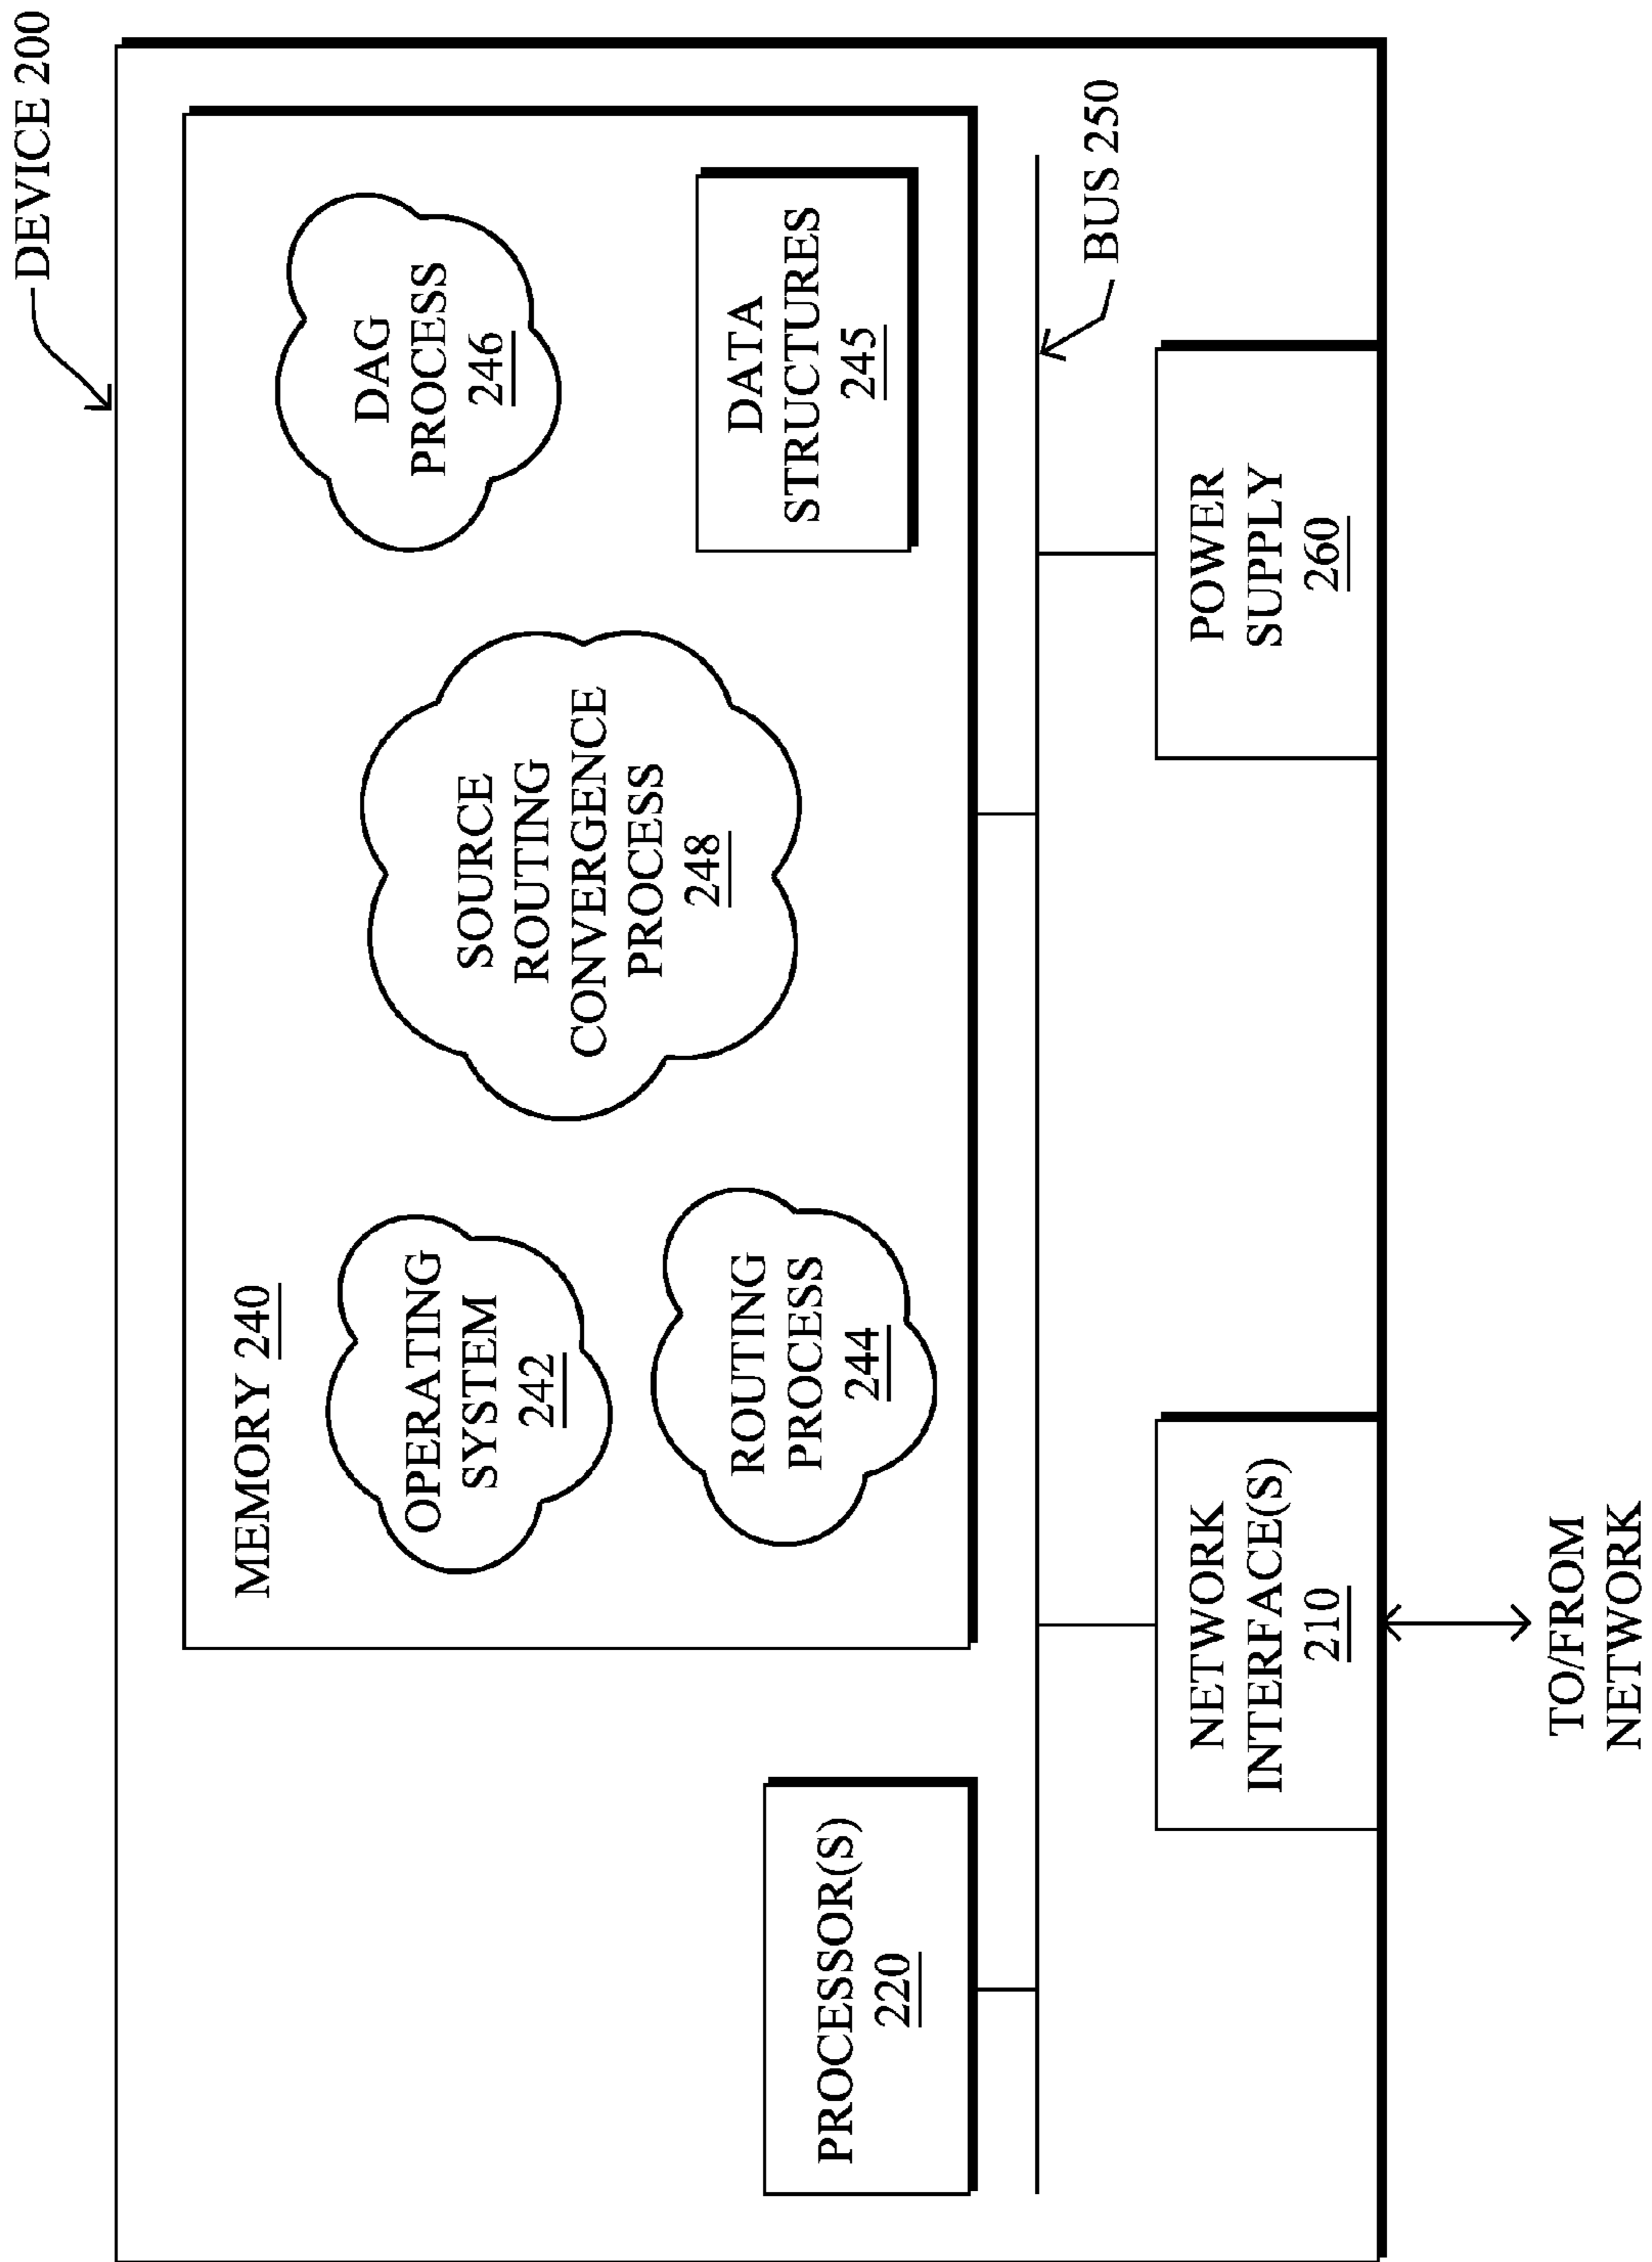 DEVICE 200
MEMORY 240
OPERATING
SYSTEM
242
ROUTING
PROCESS
244
SOURCE
ROUTING
CONVERGENCE
PROCESS
248
DAG
PROCESS
246
DATA
STRUCTURES
245
PROCESSOR(S)
220
BUS 250
NETWORK
INTERFACE(S)
210
POWER
SUPPLY
260
TO/FROM
NETWORK